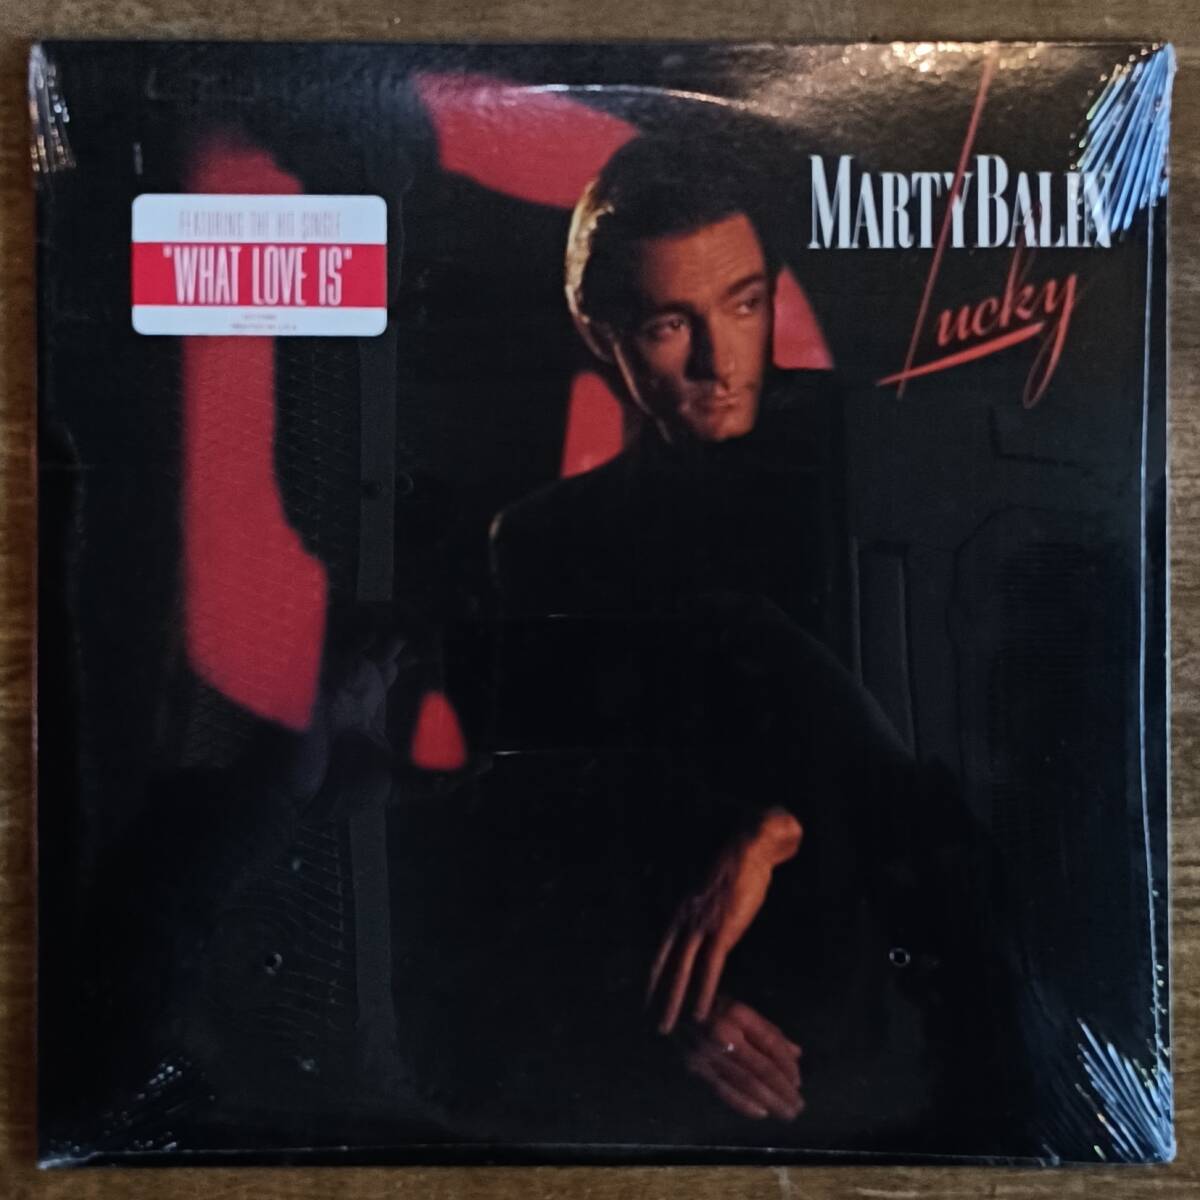 MARTY BALIN
Lucky
FEATURING THE HIT SINGLE
"WHAT LOVE IS"